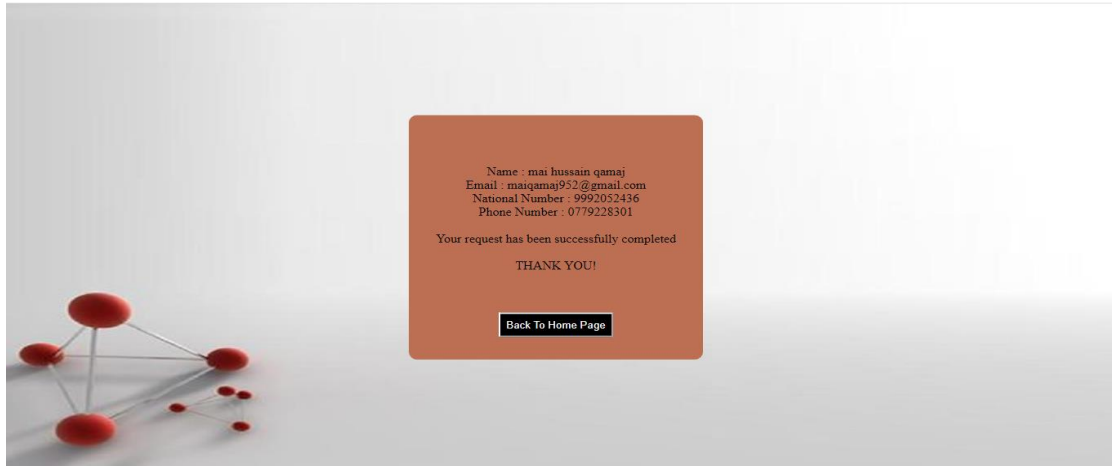 Name : mai hussain qamaj
Email : maiqamaj952@gmail.com
National Number : 9992052436
Phone Number : 0779228301
Your request has been successfully completed
THANK YOU!
Back To Home Page